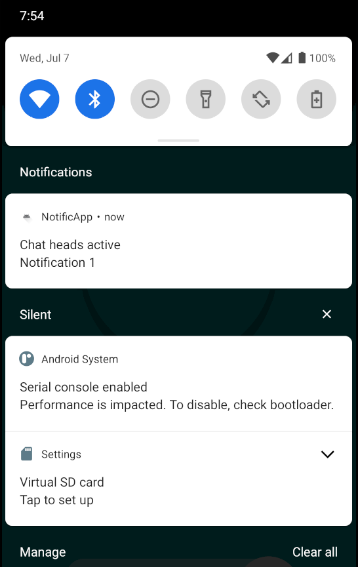 7:54
Wed, Jul 7
100%
Notifications
NotificApp • now
Chat heads active
Notification 1
Silent
Android System
Serial console enabled
Performance is impacted. To disable, check bootloader.
Settings
Virtual SD card
Tap to set up
Manage
Clear all